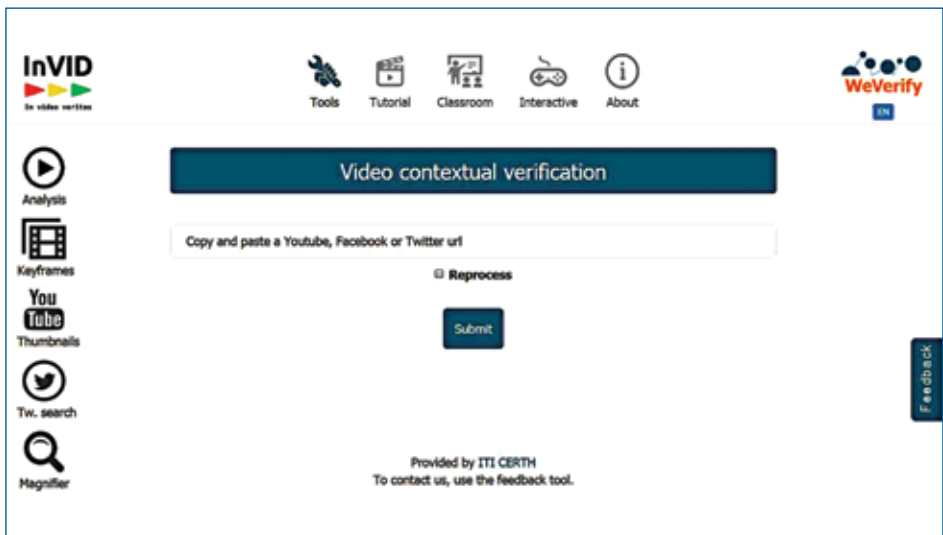 InVID
In video veritas
Tools
Tutorial
Classroom
Interactive
About
WeVerify
EN
Analysis
Keyframes
You
Tube
Thumbnails
Tw. search
Magnifier
Video contextual verification
Copy and paste a Youtube, Facebook or Twitter url
Reprocess
Submit
Feedback
Provided by ITI CERTH
To contact us, use the feedback tool.